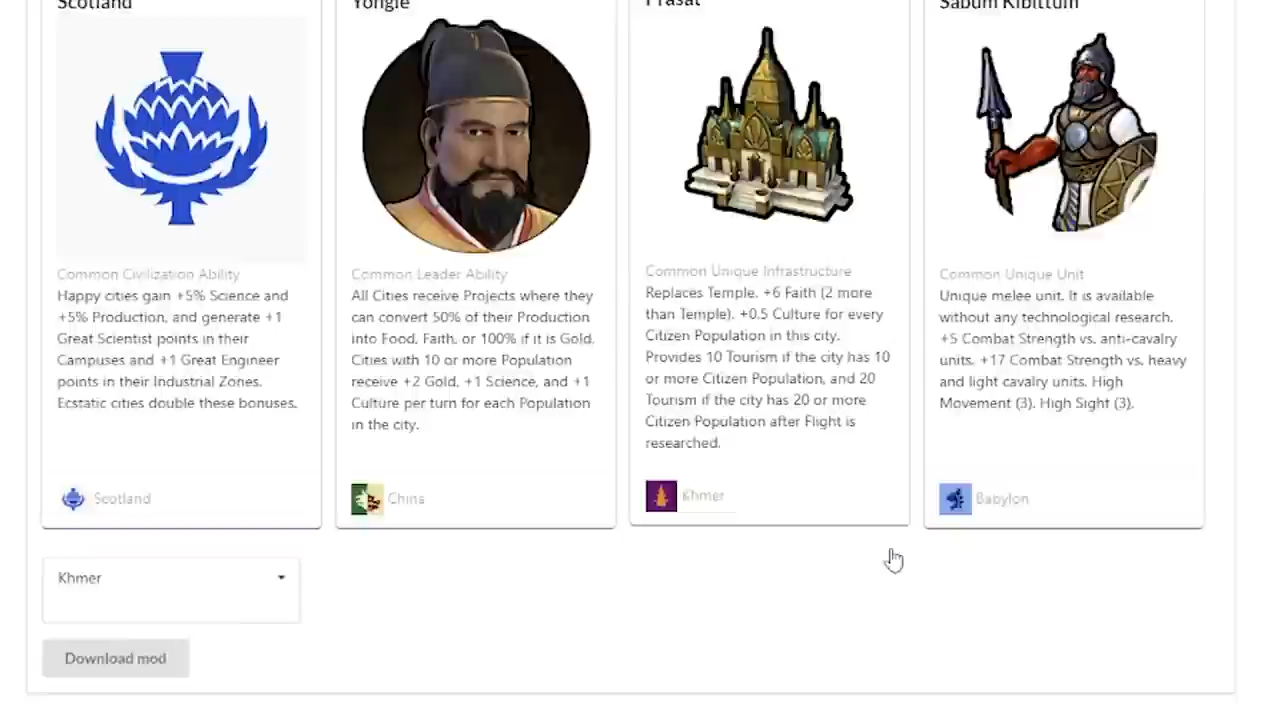 Scotland
Yongle
Prasat
Sabum Kibittum
Common Civilization Ability
Happy cities gain +5% Science and
+5% Production, and generate +1
Great Scientist points in their
Campuses and +1 Great Engineer
points in their Industrial Zones.
Ecstatic cities double these bonuses.
Scotland
Common Leader Ability
All Cities receive Projects where they
can convert 50% of their Production
into Food, Faith, or 100% if it is Gold.
Cities with 10 or more Population
receive +2 Gold, +1 Science, and +1
Culture per turn for each Population
in the city.
China
Common Unique Infrastructure
Replaces Temple. +6 Faith (2 more
than Temple). +0.5 Culture for every
Citizen Population in this city.
Provides 10 Tourism if the city has 10
or more Citizen Population, and 20
Tourism if the city has 20 or more
Citizen Population after Flight is
researched.
Khmer
Common Unique Unit
Unique melee unit. It is available
without any technological research.
+5 Combat Strength vs. anti-cavalry
units. +17 Combat Strength vs. heavy
and light cavalry units. High
Movement (3). High Sight (3).
Babylon
Khmer
Download mod